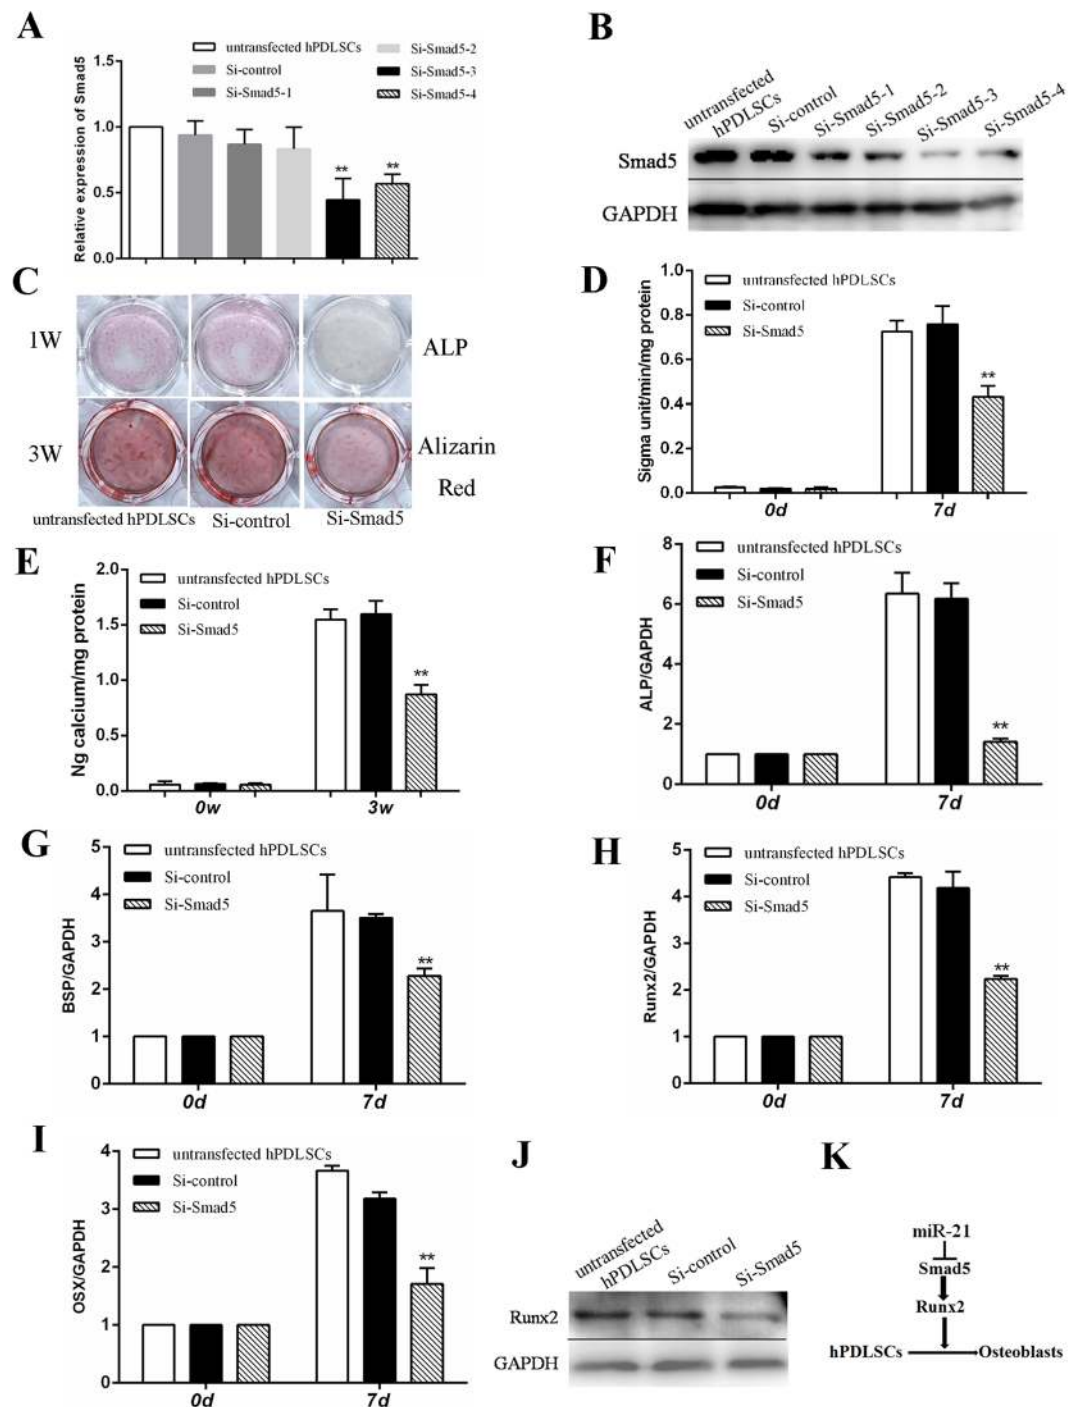 A
Relative expression of Smad5
1.5
1.0
0.5
0.0
untransfected hPDLSCs
Si-control
Si-Smad5-1
Si-Smad5-2
Si-Smad5-3
Si-Smad5-4
**
**
B
untransfected
hPDLSCs
Si-control
Si-Smad5-1
Si-Smad5-2
Si-Smad5-3
Si-Smad5-4
Smad5
GAPDH
C
1W
ALP
3W
Alizarin
Red
untransfected hPDLSCs
Si-control
Si-Smad5
D
Sigma unit/min/mg protein
1.0
0.8
0.6
0.4
0.2
0.0
untransfected hPDLSCs
Si-control
Si-Smad5
**
0d
7d
E
Ng calcium/mg protein
2.0
1.5
1.0
0.5
0.0
untransfected hPDLSCs
Si-control
Si-Smad5
**
0w
3w
F
ALP/GAPDH
8
6
4
2
0
untransfected hPDLSCs
Si-control
Si-Smad5
**
0d
7d
G
BSP/GAPDH
5
4
3
2
1
0
untransfected hPDLSCs
Si-control
Si-Smad5
**
0d
7d
H
Runx2/GAPDH
5
4
3
2
1
0
untransfected hPDLSCs
Si-control
Si-Smad5
**
0d
7d
I
OSX/GAPDH
4
3
2
1
0
untransfected hPDLSCs
Si-control
Si-Smad5
**
0d
7d
J
untransfected
hPDLSCs
Si-control
Si-Smad5
Runx2
GAPDH
K
miR-21
Smad5
Runx2
hPDLSCs
Osteoblasts